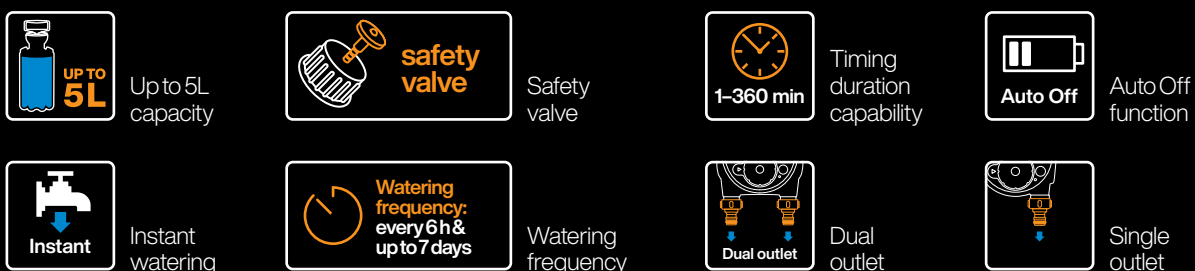 UP TO
5L
Up to 5L
capacity
safety
valve
Safety
valve
1–360 min
Timing
duration
capability
Auto Off
Auto Off
function
Instant
Instant
watering
Watering
frequency:
every 6 h &
up to 7 days
Watering
frequency
Dual outlet
Dual
outlet
Single
outlet